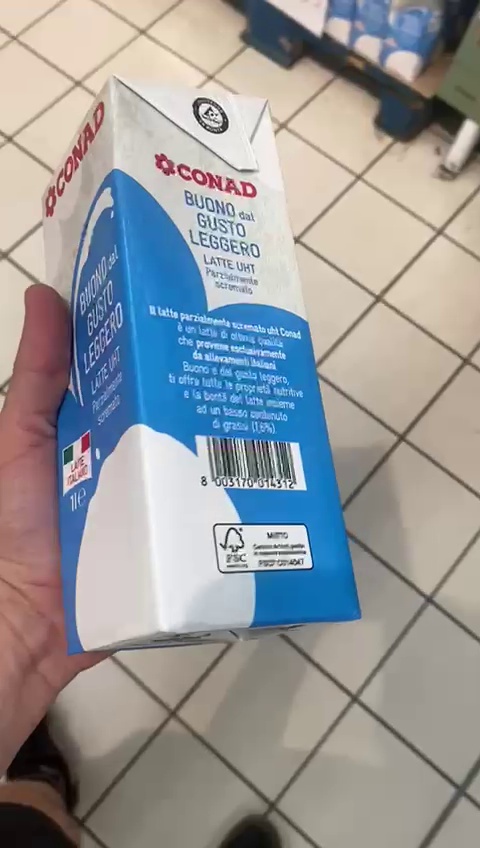 CONAD
BUONO dal
GUSTO
LEGGERO
LATTE UHT
Parzialmente
scremato
LATTE
ITALIANO
1l e
CONAD
BUONO dal
GUSTO
LEGGERO
LATTE UHT
Parzialmente
scremato
Il latte parzialmente scremato uht Conad
è un latte di ottima qualità
che proviene esclusivamente
da allevamenti italiani
Buono e dal gusto leggero,
ti offre tutte le proprietà nutritive
e la bontà del latte insieme
ad un basso contenuto
di grassi (1,6%)
8 003170 014312
FSC
MISTO